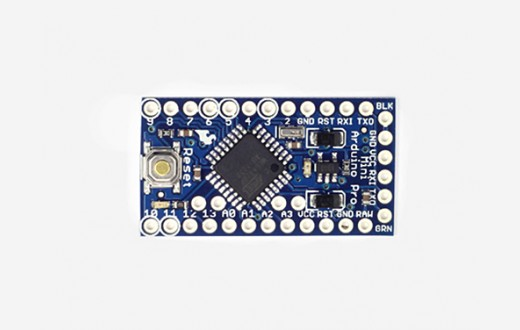 9 8 7 6 5 4 3 2 GND RST RXI TXO
BLK
GND
VCC
RXI
TXO
GRN
Reset
Arduino Pro
Mini
10 11 12 13 A0 A1 A2 A3 VCC RST GND RAW